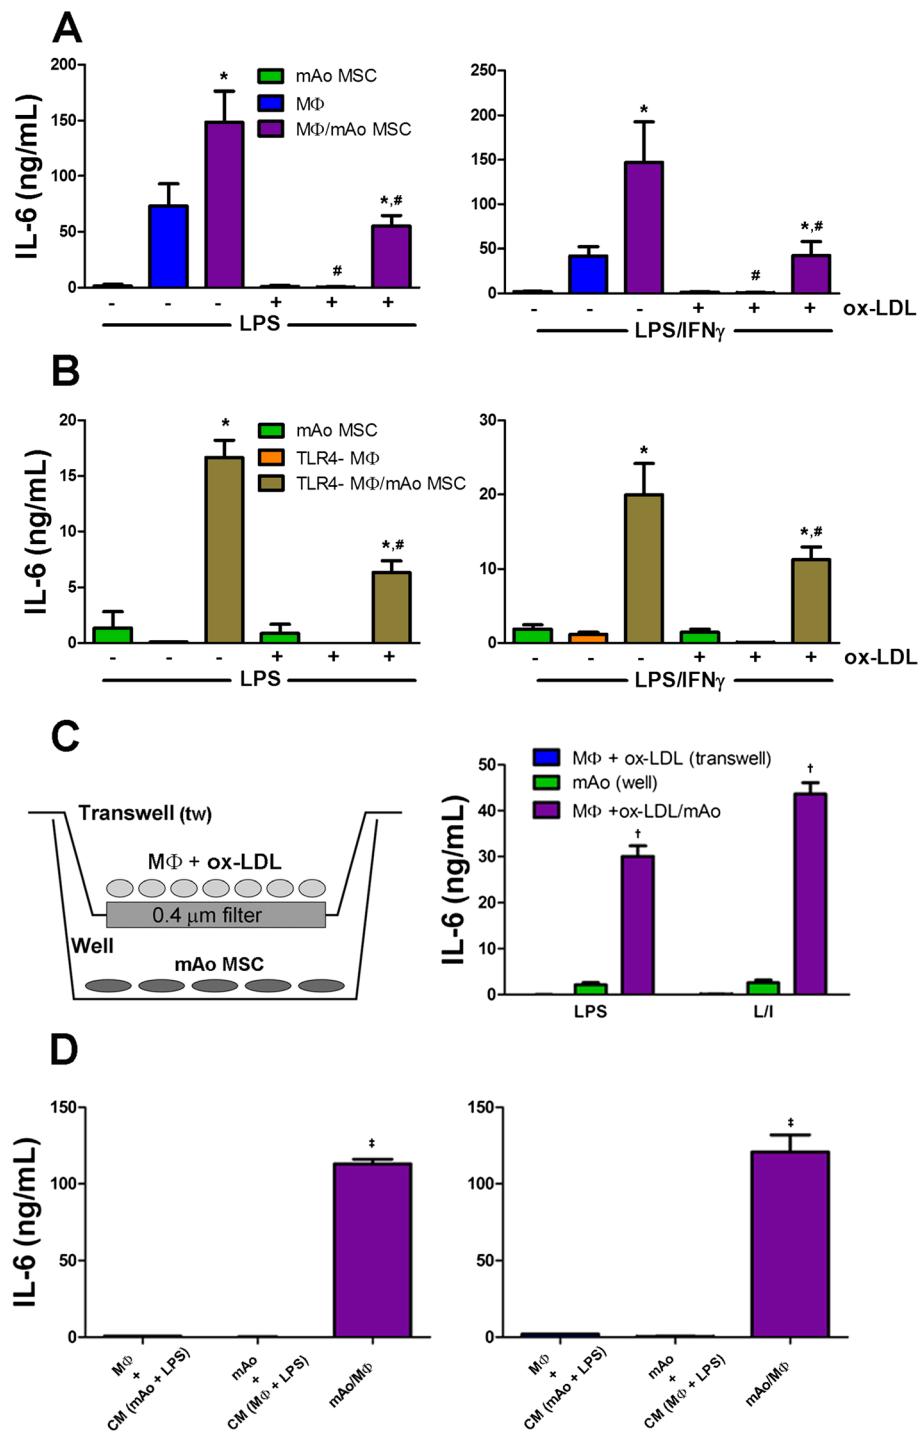 A
IL-6 (ng/mL)
200
150
100
50
0
mAo MSC
MΦ
MΦ/mAo MSC
*
*,#
#
- - - + + +
LPS
250
200
150
100
50
0
*
#
*,#
- - - + + + ox-LDL
LPS/IFNγ
B
IL-6 (ng/mL)
20
15
10
5
0
mAo MSC
TLR4- MΦ
TLR4- MΦ/mAo MSC
*
*,#
- - - + + +
LPS
30
20
10
0
*
*,#
- - - + + + ox-LDL
LPS/IFNγ
C
Transwell (tw)
MΦ + ox-LDL
0.4 µm filter
Well
mAo MSC
IL-6 (ng/mL)
50
40
30
20
10
0
MΦ + ox-LDL (transwell)
mAo (well)
MΦ +ox-LDL/mAo
†
†
LPS L/I
D
IL-6 (ng/mL)
150
100
50
0
‡
MΦ
+
CM (mAo + LPS)
mAo
+
CM (MΦ + LPS)
mAo/MΦ
150
100
50
0
‡
MΦ
+
CM (mAo + LPS)
mAo
+
CM (MΦ + LPS)
mAo/MΦ